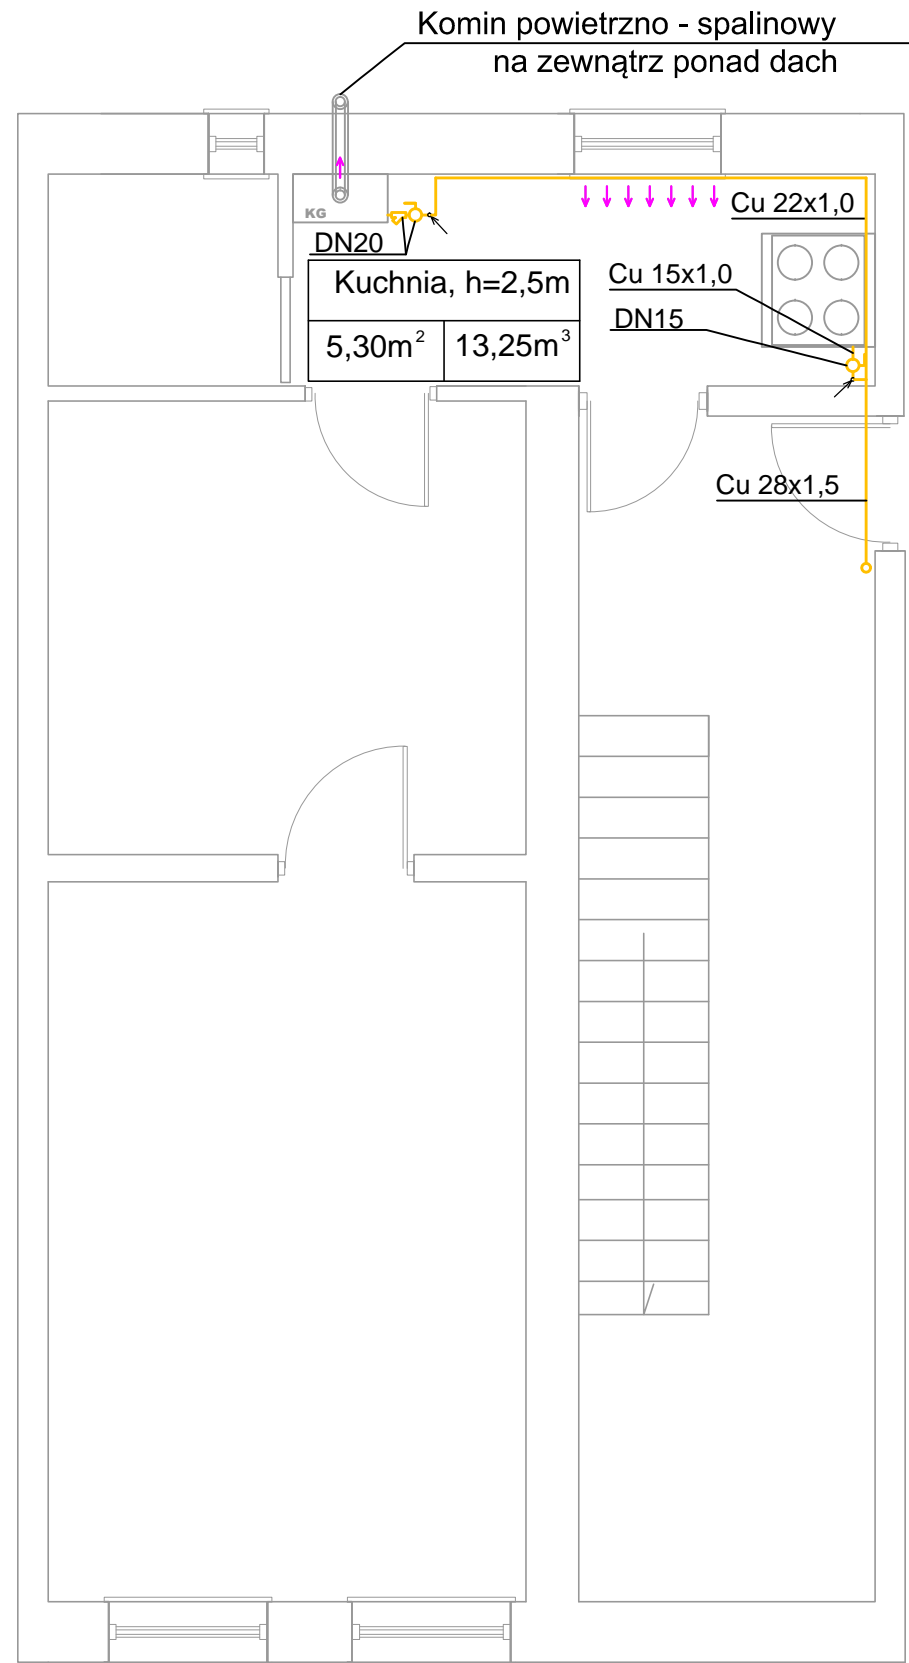 Komin powietrzno - spalinowy
na zewnątrz ponad dach
KG
Cu 22x1,0
DN20
Kuchnia, h=2,5m
Cu 15x1,0
5,30m² 13,25m³
DN15
Cu 28x1,5